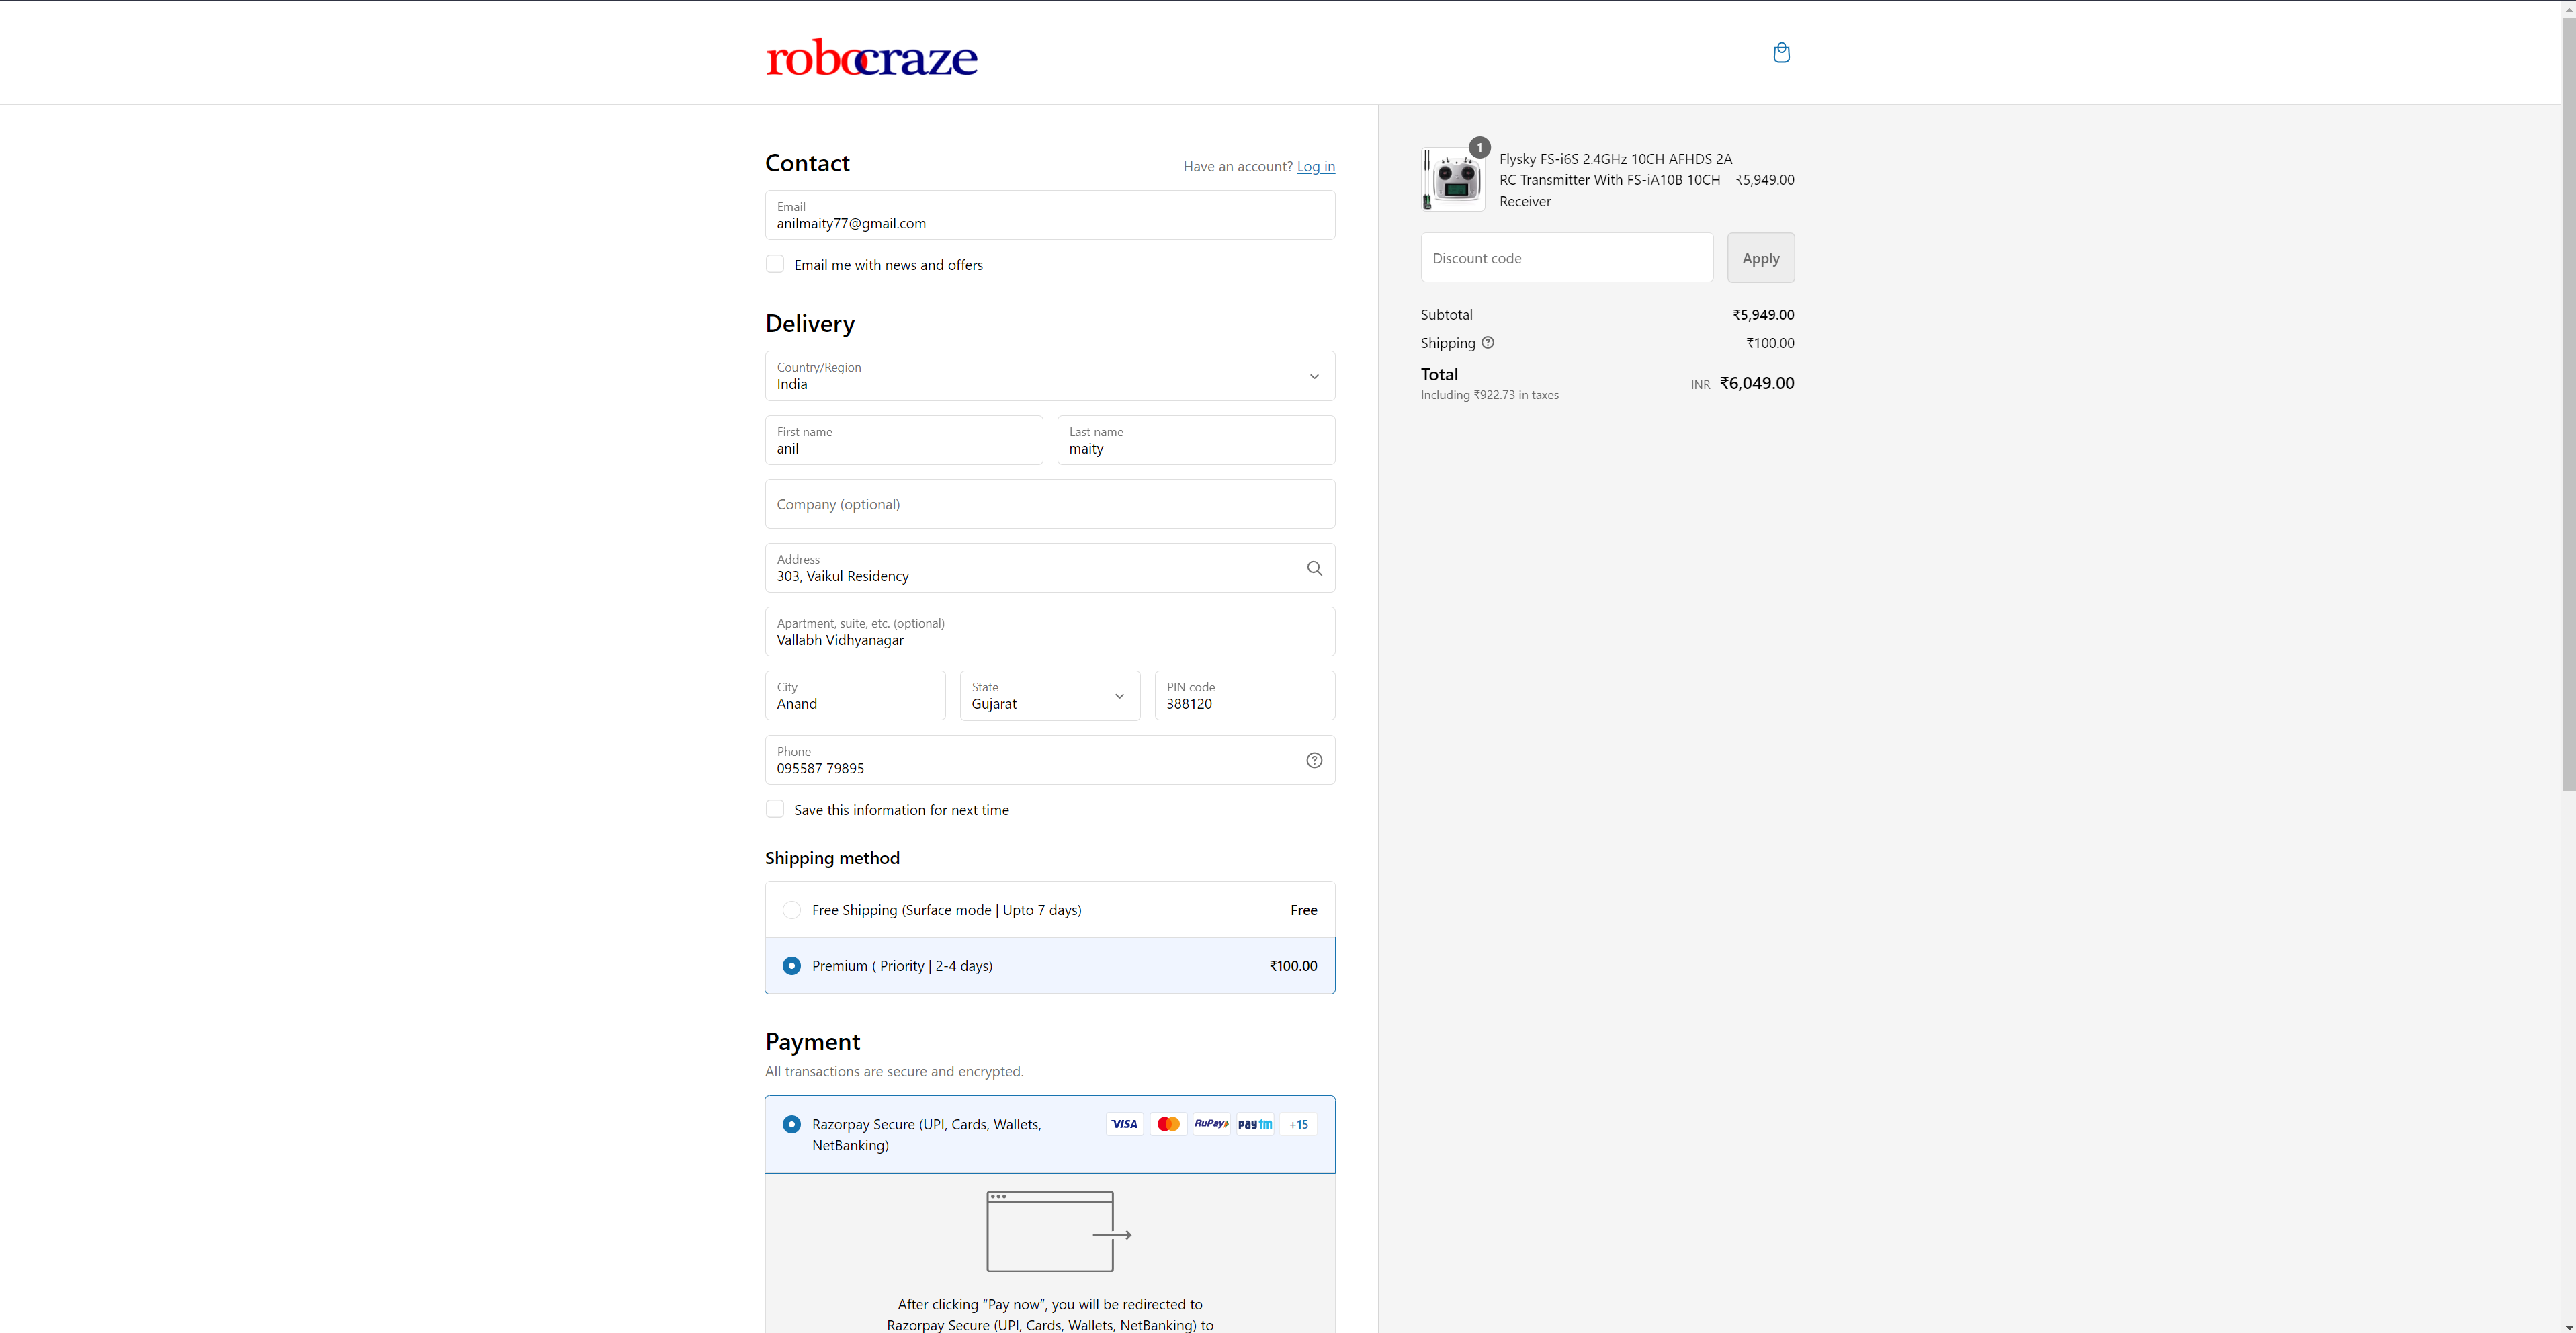 robocraze
Contact
Have an account? Log in
Email
anilmaity77@gmail.com
Email me with news and offers
Delivery
Country/Region
India
First name
anil
Last name
maity
Company (optional)
Address
303, Vaikul Residency
Apartment, suite, etc. (optional)
Vallabh Vidhyanagar
City
Anand
State
Gujarat
PIN code
388120
Phone
095587 79895
Save this information for next time
Shipping method
Free Shipping (Surface mode | Upto 7 days) Free
Premium ( Priority | 2-4 days) ₹100.00
Payment
All transactions are secure and encrypted.
Razorpay Secure (UPI, Cards, Wallets,
NetBanking)
VISA RuPay paytm +15
After clicking “Pay now”, you will be redirected to
Razorpay Secure (UPI, Cards, Wallets, NetBanking) to
1
Flysky FS-i6S 2.4GHz 10CH AFHDS 2A
RC Transmitter With FS-iA10B 10CH ₹5,949.00
Receiver
Discount code
Apply
Subtotal ₹5,949.00
Shipping ₹100.00
Total INR ₹6,049.00
Including ₹922.73 in taxes